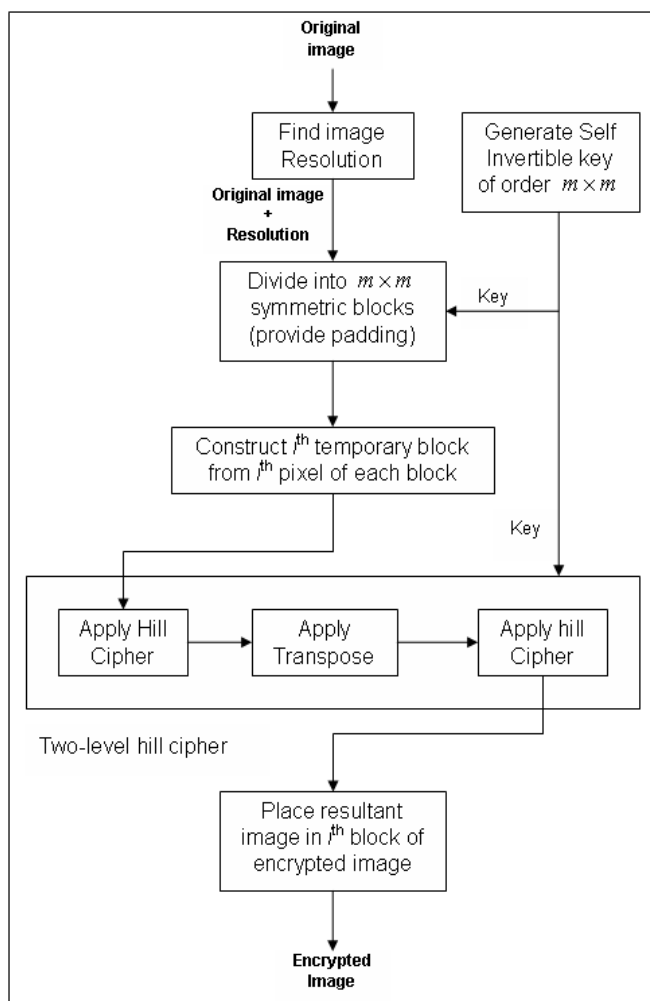 Original
image
Find image
Resolution
Generate Self
Invertible key
of order m × m
Original image
+
Resolution
Divide into m × m
symmetric blocks
(provide padding)
Key
Construct iᵗʰ temporary block
from iᵗʰ pixel of each block
Key
Apply Hill
Cipher
Apply
Transpose
Apply hill
Cipher
Two-level hill cipher
Place resultant
image in iᵗʰ block of
encrypted image
Encrypted
Image